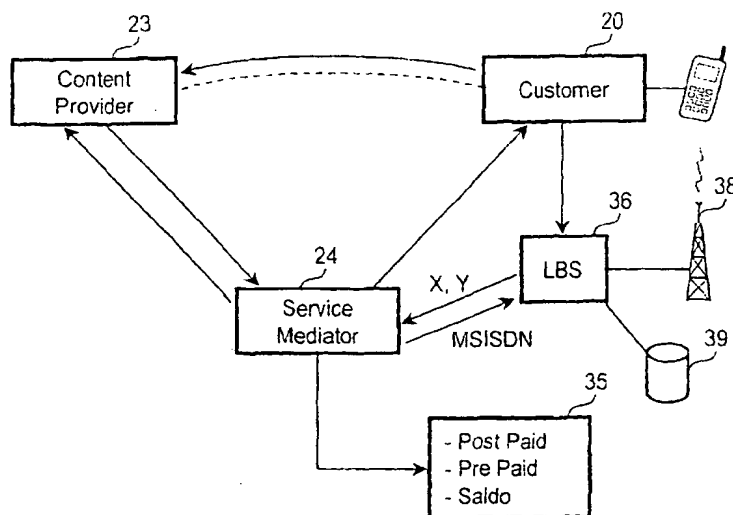 23
20
Content
Provider
Customer
38
36
24
LBS
X, Y
Service
Mediator
MSISDN
39
35
- Post Paid
- Pre Paid
- Saldo